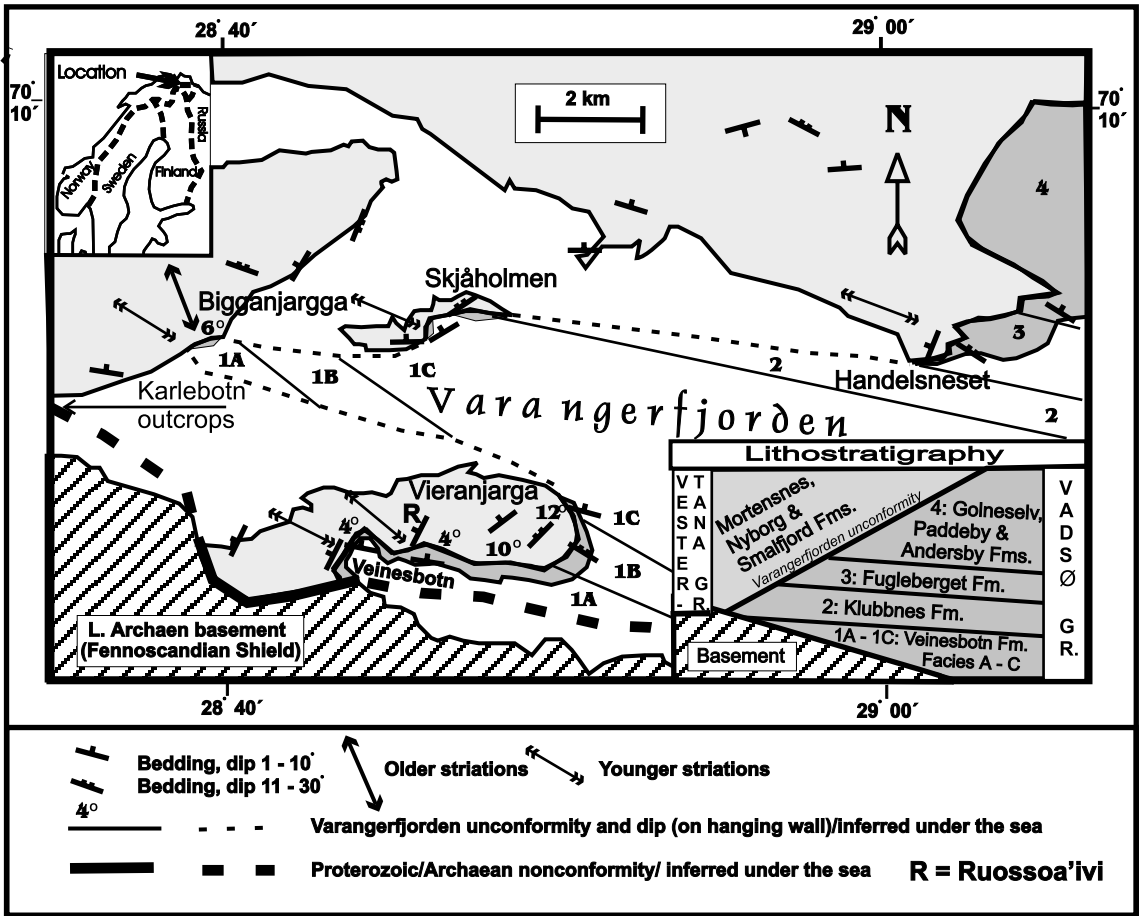 28° 40´
29° 00´
70° 10´
70° 10´
Location
Norway
Sweden
Finland
Russia
2 km
N
4
Skjåholmen
Bigganjargga
6°
1A
1B
1C
2
3
Handelsneset
2
Karlebotn
outcrops
Varangerfjorden
Vieranjarga
R
12°
4°
4°
10°
Veinesbotn
1C
1B
1A
L. Archaen basement
(Fennoscandian Shield)
Lithostratigraphy
VESTER-
TANA GR.
Mortensnes,
Nyborg &
Smalfjord Fms.
Varangerfjorden unconformity
4: Golneselv,
Paddeby &
Andersby Fms.
3: Fugleberget Fm.
2: Klubbnes Fm.
1A - 1C: Veinesbotn Fm.
Facies A - C
VADSØ GR.
Basement
28° 40´
29° 00´
Bedding, dip 1 - 10°
Bedding, dip 11 - 30°
Older striations
Younger striations
4°
Varangerfjorden unconformity and dip (on hanging wall)/inferred under the sea
Proterozoic/Archaean nonconformity/ inferred under the sea
R = Ruossoa'ivi